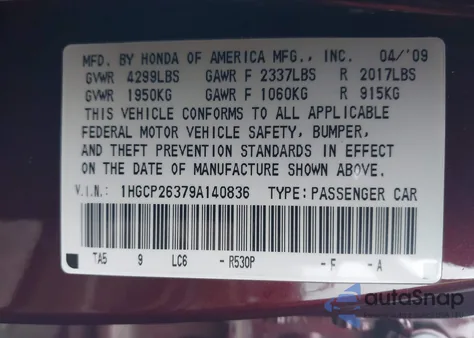 MFD. BY HONDA OF AMERICA MFG., INC. 04/'09
GVWR 4299LBS GAWR F 2337LBS R 2017LBS
GVWR 1950KG GAWR F 1060KG R 915KG
THIS VEHICLE CONFORMS TO ALL APPLICABLE
FEDERAL MOTOR VEHICLE SAFETY, BUMPER,
AND THEFT PREVENTION STANDARDS IN EFFECT
ON THE DATE OF MANUFACTURE SHOWN ABOVE.
V.I.N.: 1HGCP26379A140836 TYPE: PASSENGER CAR
TA5 9 LC6 - R530P - F - A
autoSnap